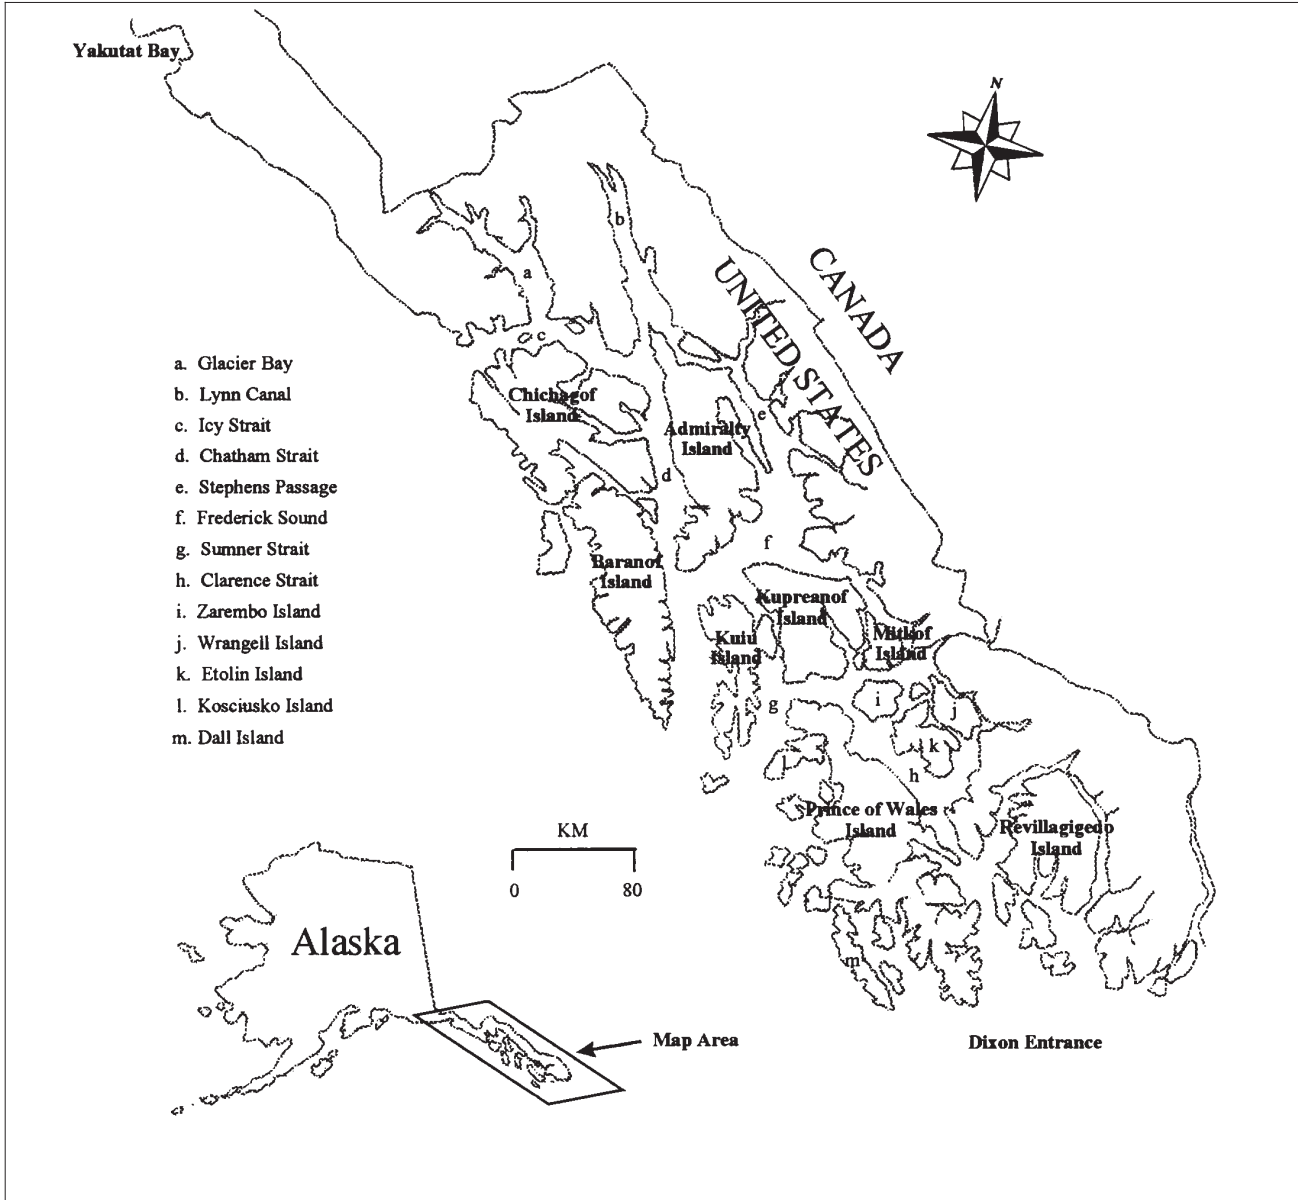 Yakutat Bay
N
CANADA
UNITED STATES
a. Glacier Bay
b. Lynn Canal
c. Icy Strait
d. Chatham Strait
e. Stephens Passage
f. Frederick Sound
g. Sumner Strait
h. Clarence Strait
i. Zarembo Island
j. Wrangell Island
k. Etolin Island
l. Kosciusko Island
m. Dall Island
b
a
c
Chichagof
Island
Admiralty
Island
e
d
f
Baranof
Island
Kupreanof
Island
Kuiu
Island
Mitkof
Island
g
i
j
k
l
h
Prince of Wales
Island
Revillagigedo
Island
m
KM
0 80
Alaska
Map Area
Dixon Entrance